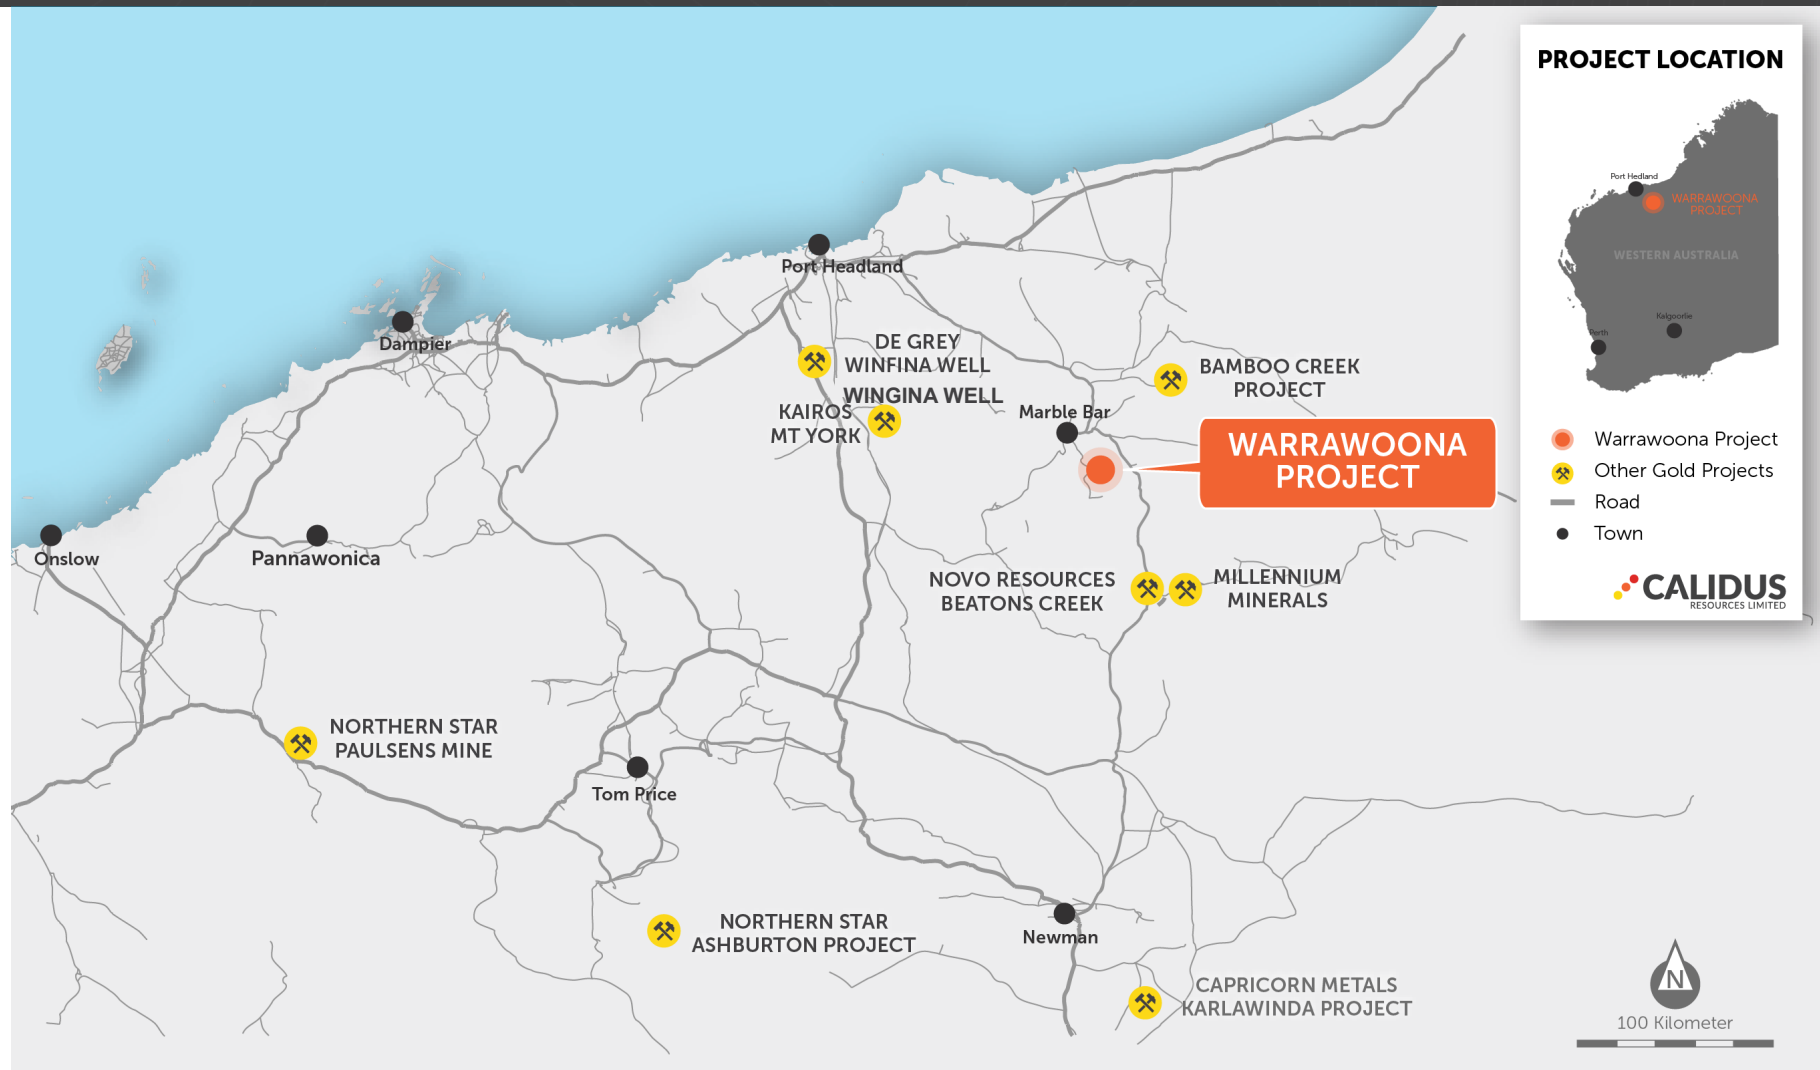 PROJECT LOCATION
Port Hedland
WARRAWOONA
PROJECT
WESTERN AUSTRALIA
Kalgoorlie
Perth
Warrawoona Project
Other Gold Projects
Road
Town
CALIDUS
RESOURCES LIMITED
Port Headland
Dampier
DE GREY
WINFINA WELL
WINGINA WELL
KAIROS
MT YORK
BAMBOO CREEK
PROJECT
Marble Bar
WARRAWOONA
PROJECT
Onslow
Pannawonica
NOVO RESOURCES
BEATONS CREEK
MILLENNIUM
MINERALS
NORTHERN STAR
PAULSENS MINE
Tom Price
NORTHERN STAR
ASHBURTON PROJECT
Newman
CAPRICORN METALS
KARLAWINDA PROJECT
N
100 Kilometer